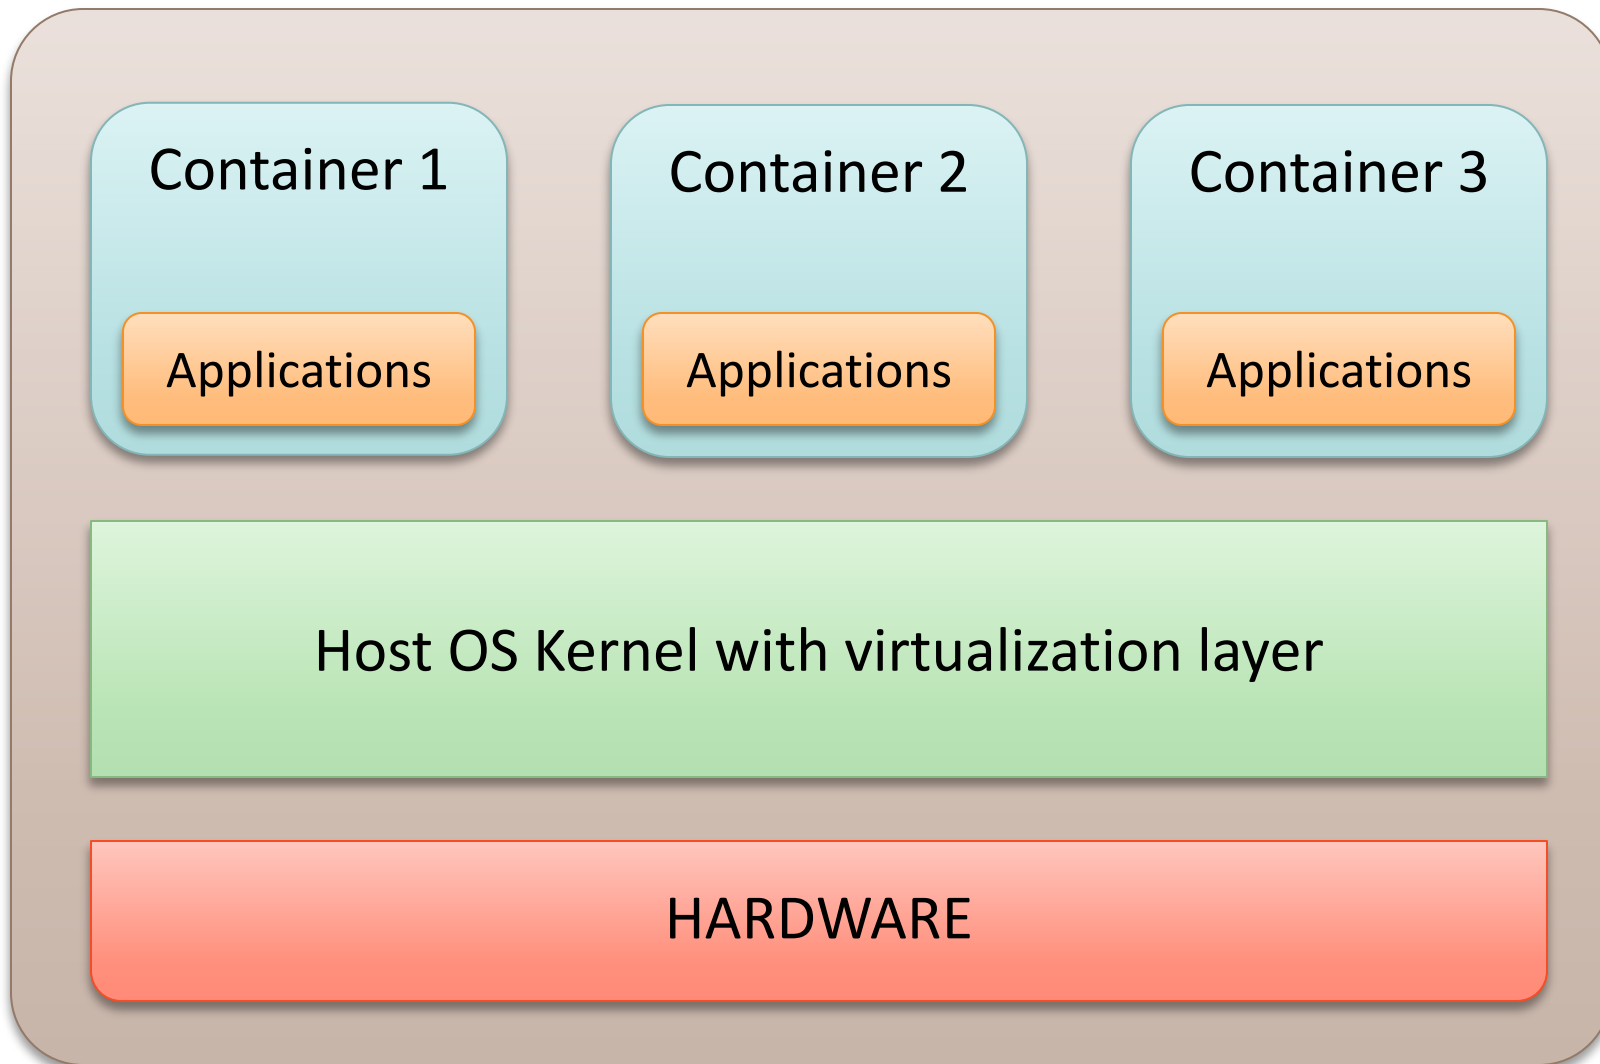 Container 1
Container 2
Container 3
Applications
Applications
Applications
Host OS Kernel with virtualization layer
HARDWARE